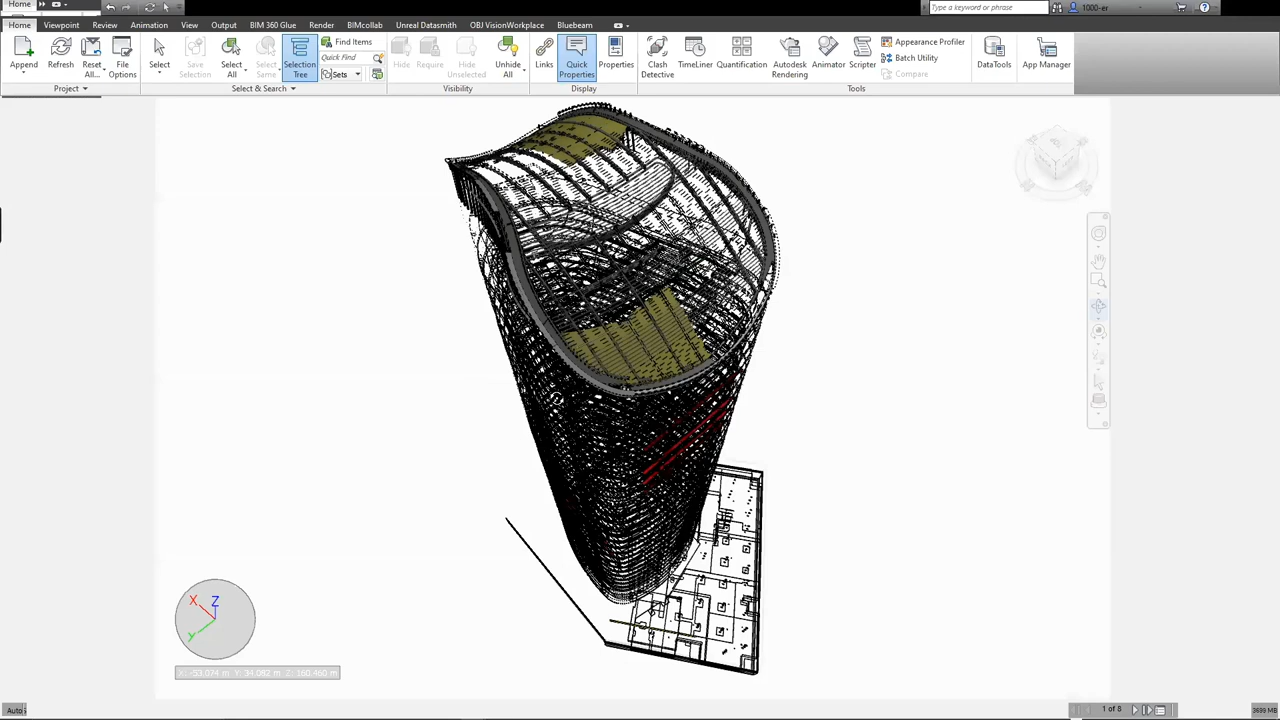 Home
Type a keyword or phrase
1000-er
Home Viewpoint Review Animation View Output BIM 360 Glue Render BIMcollab Unreal Datasmith OBJ VisionWorkplace Bluebeam
Append
Refresh
Reset All...
File Options
Project
Select
Save Selection
Select All
Select Same
Selection Tree
Find Items
Quick Find
Sets
Select & Search
Hide
Require
Hide Unselected
Unhide All
Visibility
Links
Quick Properties
Properties
Display
Clash Detective
TimeLiner
Quantification
Autodesk Rendering
Animator
Scripter
Appearance Profiler
Batch Utility
Compare
Tools
DataTools
App Manager
X
Z
Y
X: -53.074 m Y: 34.082 m Z: 160.460 m
Auto
1 of 8
3699 MB